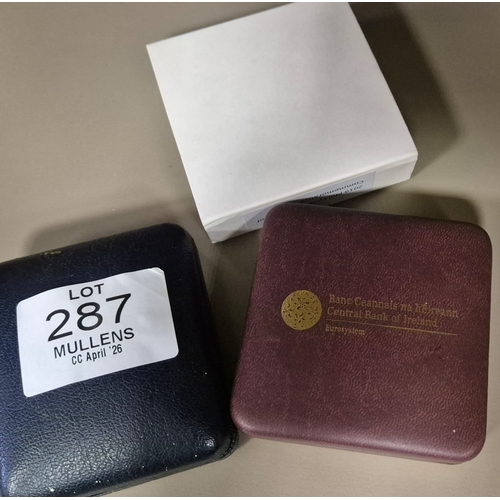 LOT
287
MULLENS
CC April '26
Banc Ceannais na hÉireann
Central Bank of Ireland
Eurosystem